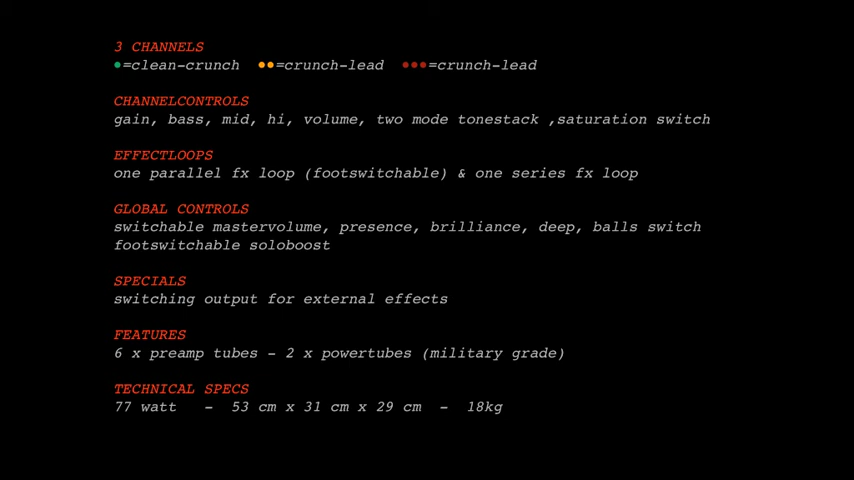 3 CHANNELS
●=clean-crunch ●●=crunch-lead ●●●=crunch-lead
CHANNELCONTROLS
gain, bass, mid, hi, volume, two mode tonestack ,saturation switch
EFFECTLOOPS
one parallel fx loop (footswitchable) & one series fx loop
GLOBAL CONTROLS
switchable mastervolume, presence, brilliance, deep, balls switch
footswitchable soloboost
SPECIALS
switching output for external effects
FEATURES
6 x preamp tubes - 2 x powertubes (military grade)
TECHNICAL SPECS
77 watt - 53 cm x 31 cm x 29 cm - 18kg